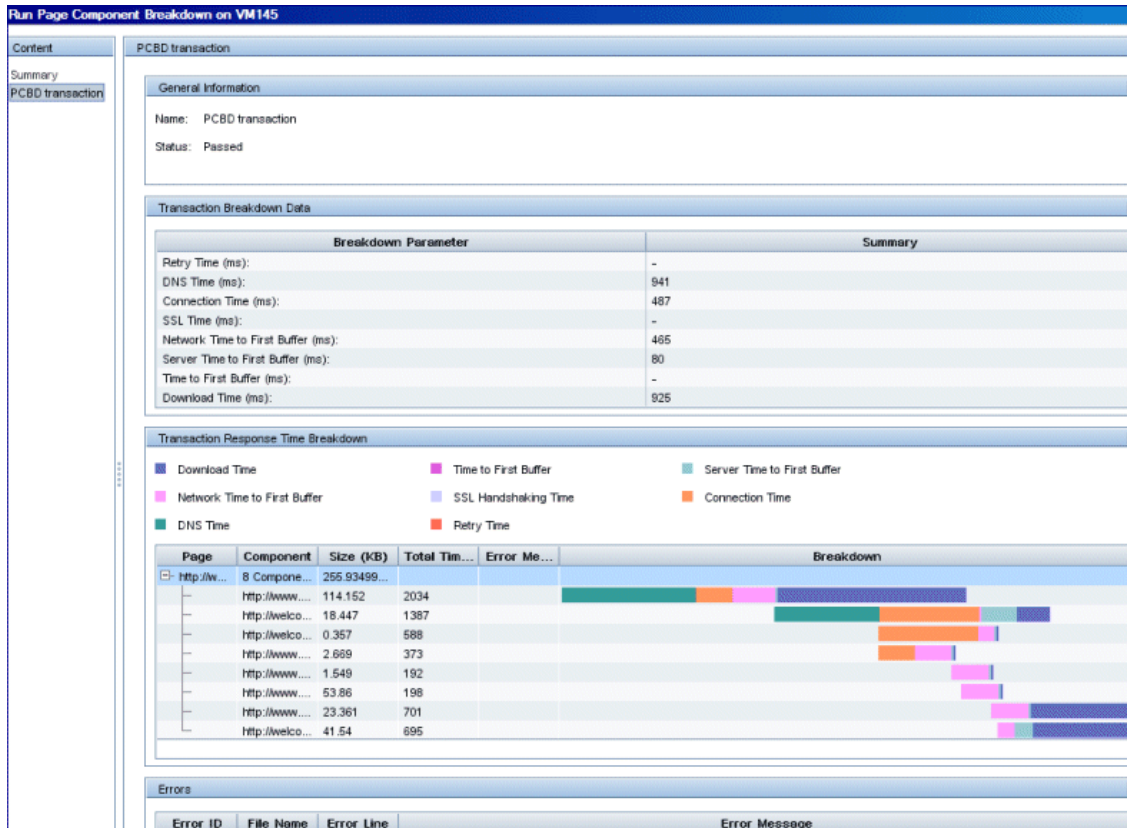 Run Page Component Breakdown on VM145
Content
Summary
PCBD transaction
PCBD transaction
General Information
Name: PCBD transaction
Status: Passed
Transaction Breakdown Data
Breakdown Parameter Summary
Retry Time (ms): -
DNS Time (ms): 941
Connection Time (ms): 487
SSL Time (ms): -
Network Time to First Buffer (ms): 465
Server Time to First Buffer (ms): 80
Time to First Buffer (ms): -
Download Time (ms): 925
Transaction Response Time Breakdown
Download Time Time to First Buffer Server Time to First Buffer
Network Time to First Buffer SSL Handshaking Time Connection Time
DNS Time Retry Time
Page Component Size (KB) Total Tim... Error Me... Breakdown
http://w... 8 Compone... 255.93499...
http://www.... 114.152 2034
http://welco... 18.447 1387
http://welco... 0.357 588
http://www.... 2.669 373
http://www.... 1.549 192
http://www.... 53.86 198
http://www.... 23.361 701
http://welco... 41.54 695
Errors
Error ID File Name Error Line Error Message